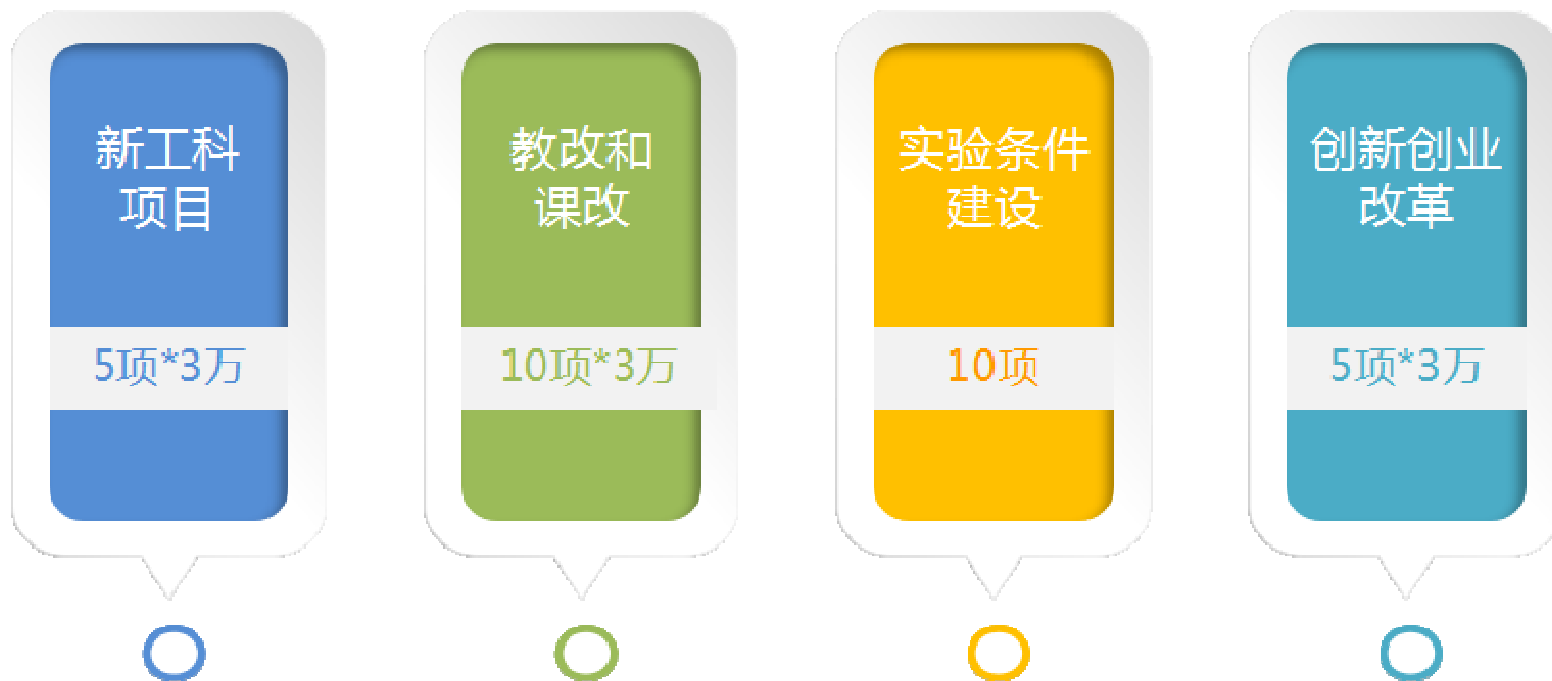 新工科
项目
5项*3万
教改和
课改
10项*3万
实验条件
建设
10项
创新创业
改革
5项*3万